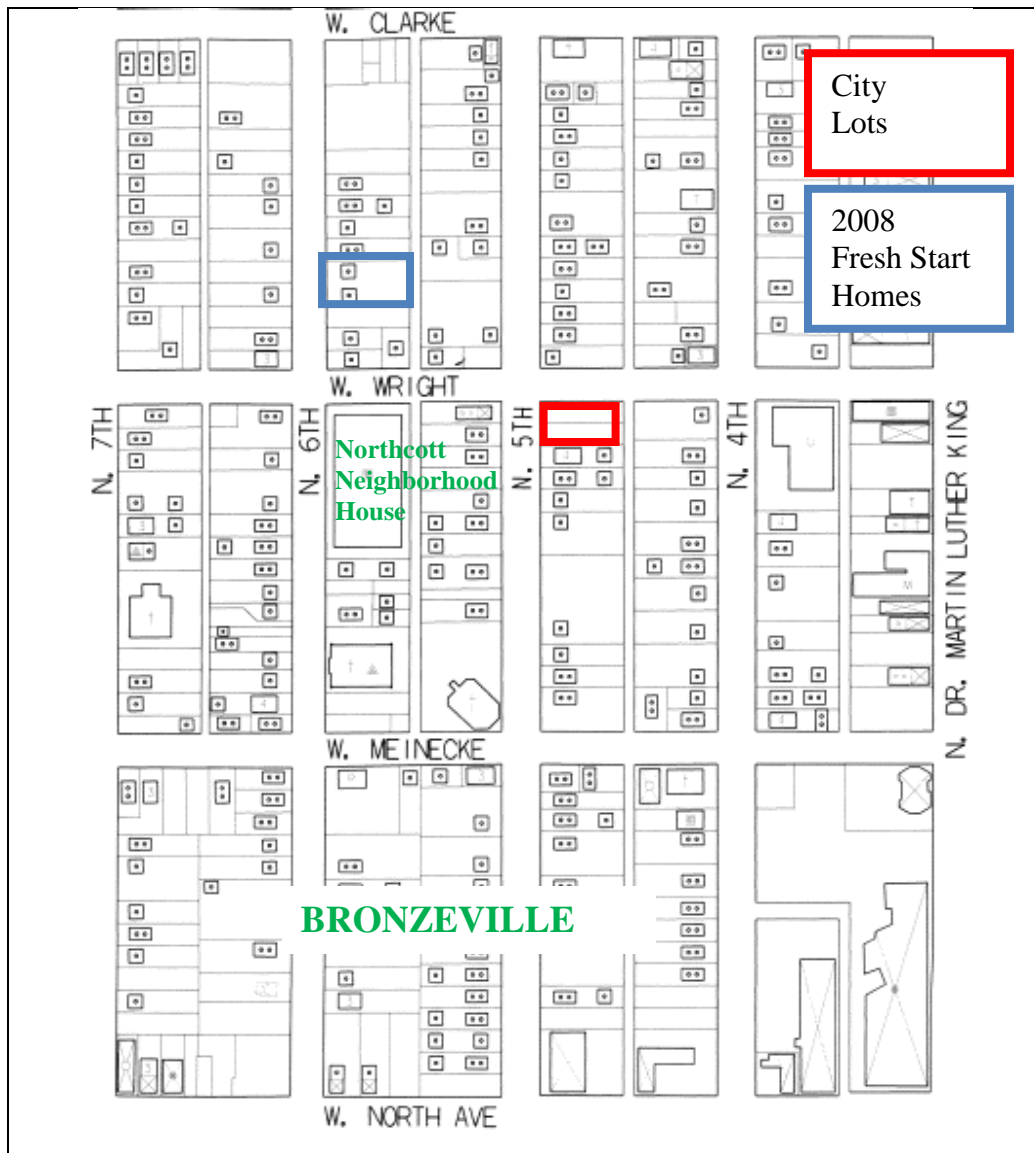 W. CLARKE
City
Lots
2008
Fresh Start
Homes
W. WRIGHT
N. 7TH
N. 6TH
N. 5TH
N. 4TH
N. DR. MARTIN LUTHER KING
Northcott
Neighborhood
House
W. MEINECKE
BRONZEVILLE
W. NORTH AVE